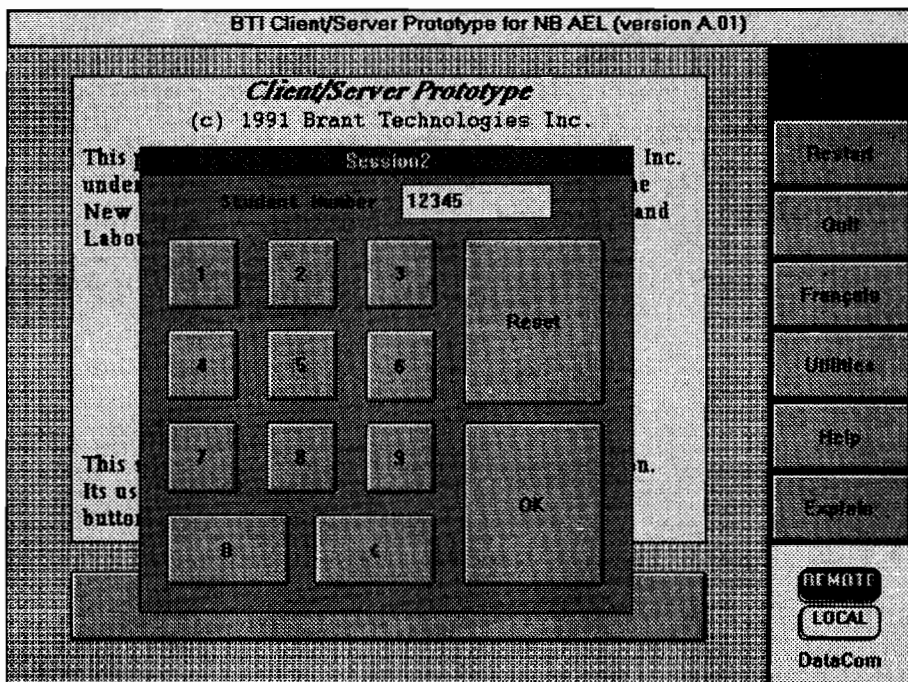 BTI Client/Server Prototype for NB AEL (version A.01)
Client/Server Prototype
(c) 1991 Brant Technologies Inc.
This Inc.
under
New and
Labou
Session2
Student Number 12345
1 2 3
Reset
4 5 6
7 8 9
OK
0 C
This on.
Its us
button
Restart
Quit
Français
Utilities
Help
Explain
REMOTE
LOCAL
DataCom